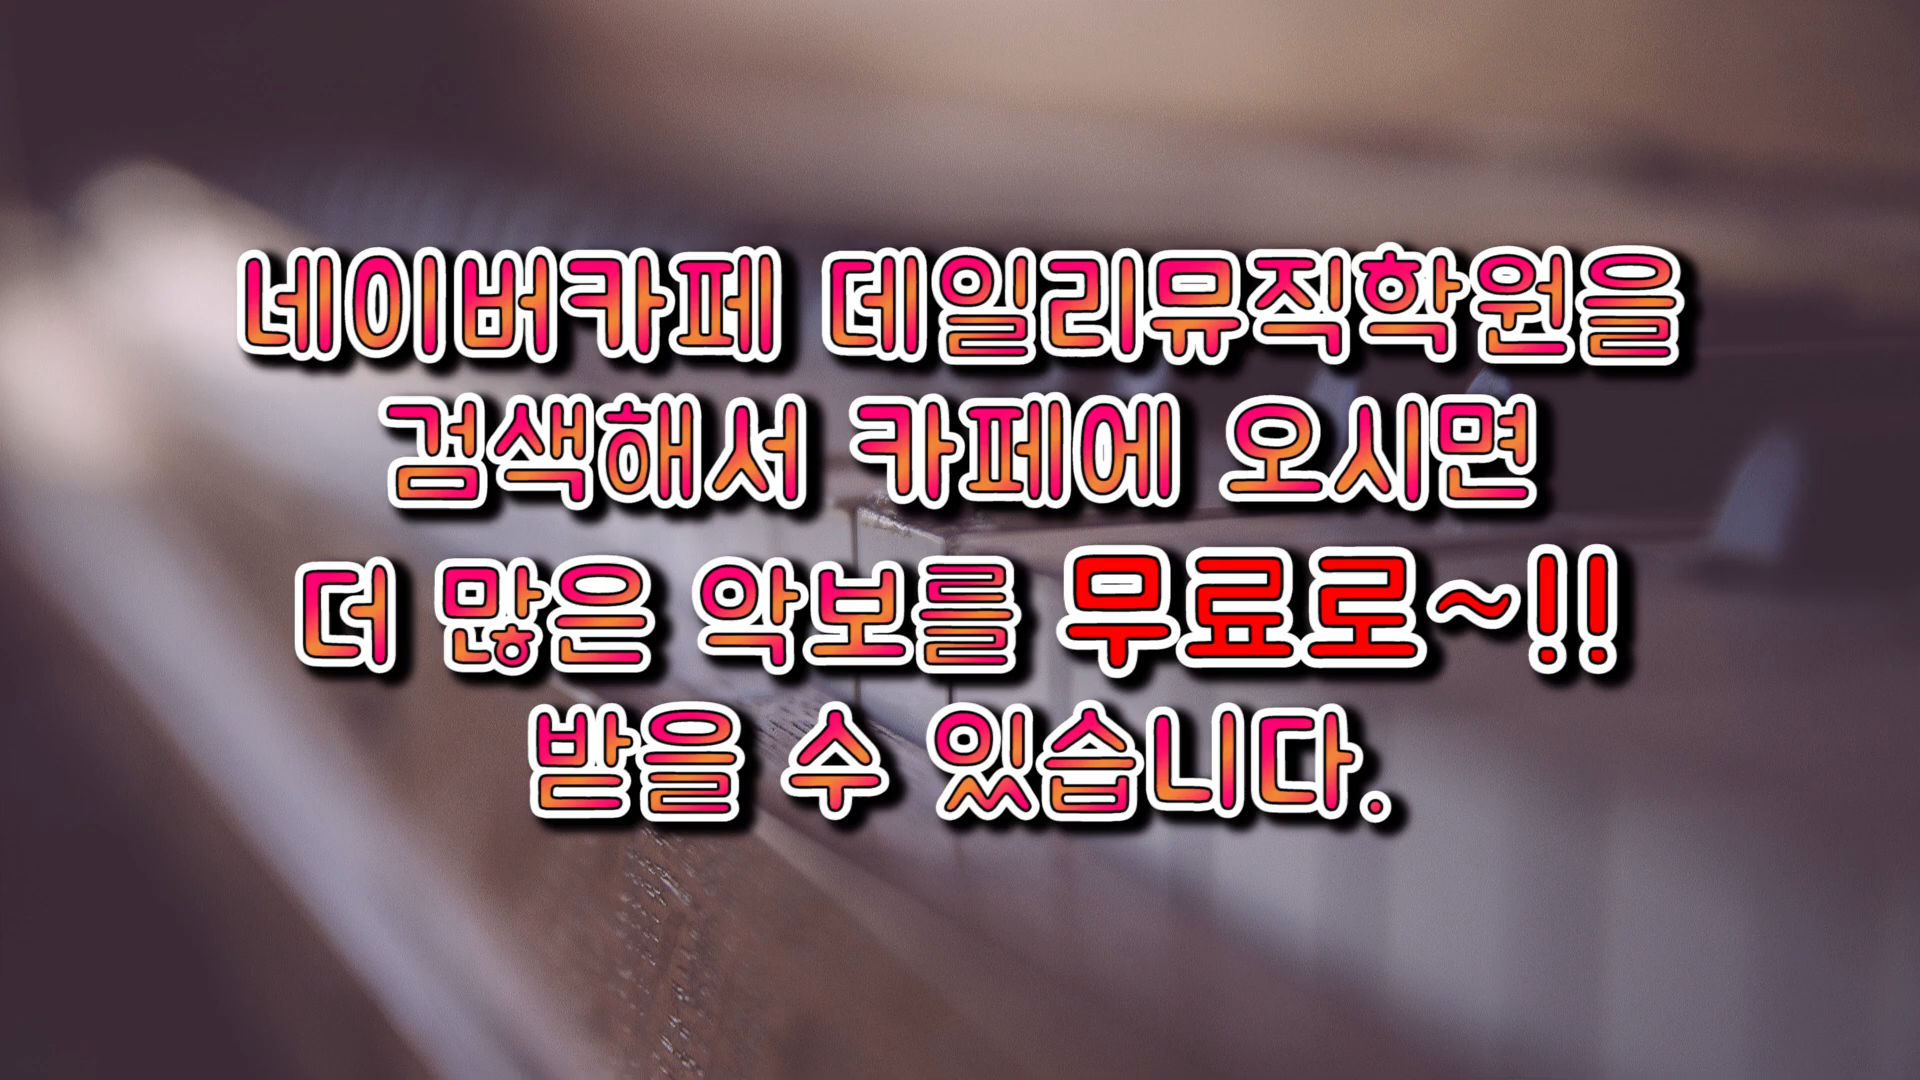 네이버카페 데일리뮤직학원을
검색해서 카페에 오시면
더 많은 악보를 무료로~!!
받을 수 있습니다.